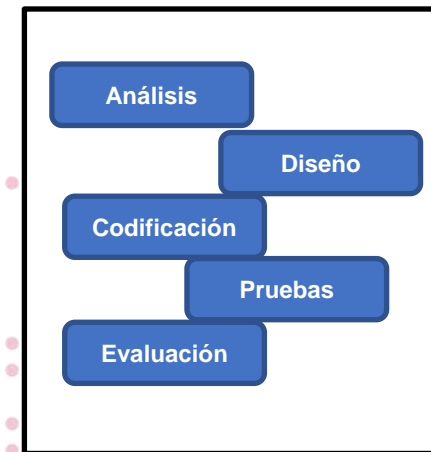 Análisis
Diseño
Codificación
Pruebas
Evaluación